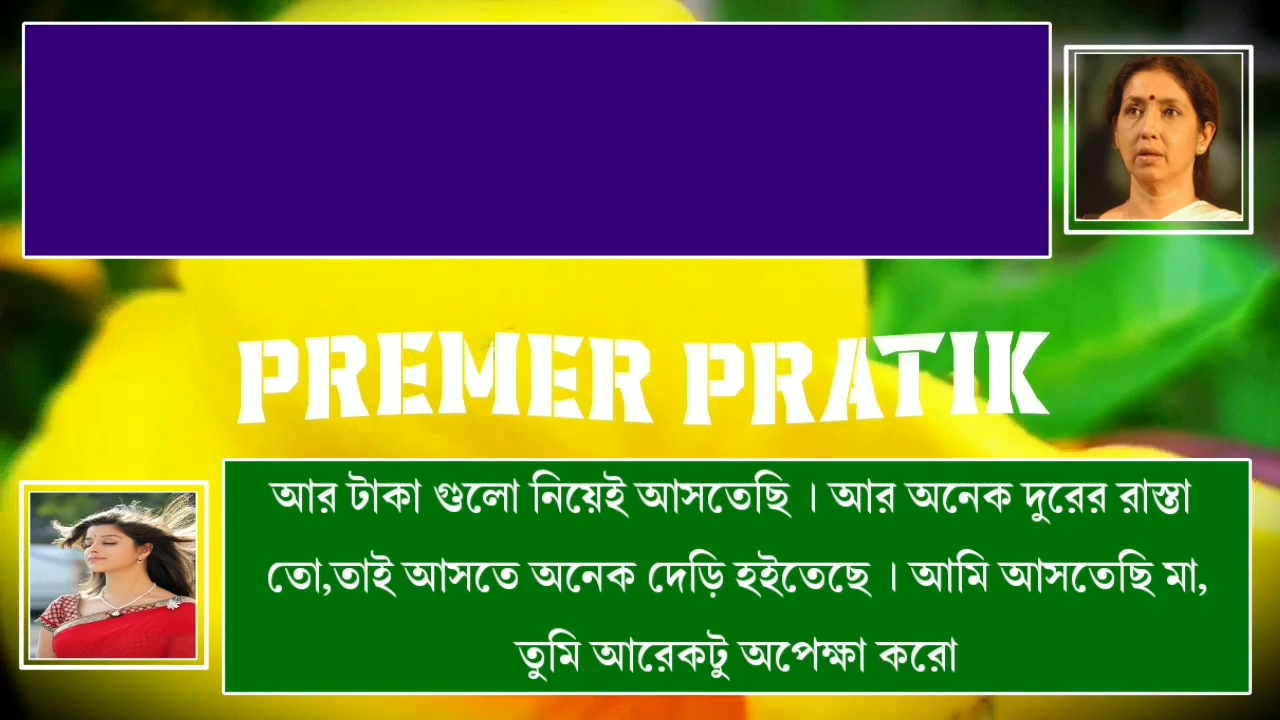 PREMER PRATIK
আর টাকা গুলো নিয়েই আসতেছি । আর অনেক দুরের রাস্তা
তো,তাই আসতে অনেক দেড়ি হইতেছে । আমি আসতেছি মা,
তুমি আরেকটু অপেক্ষা করো